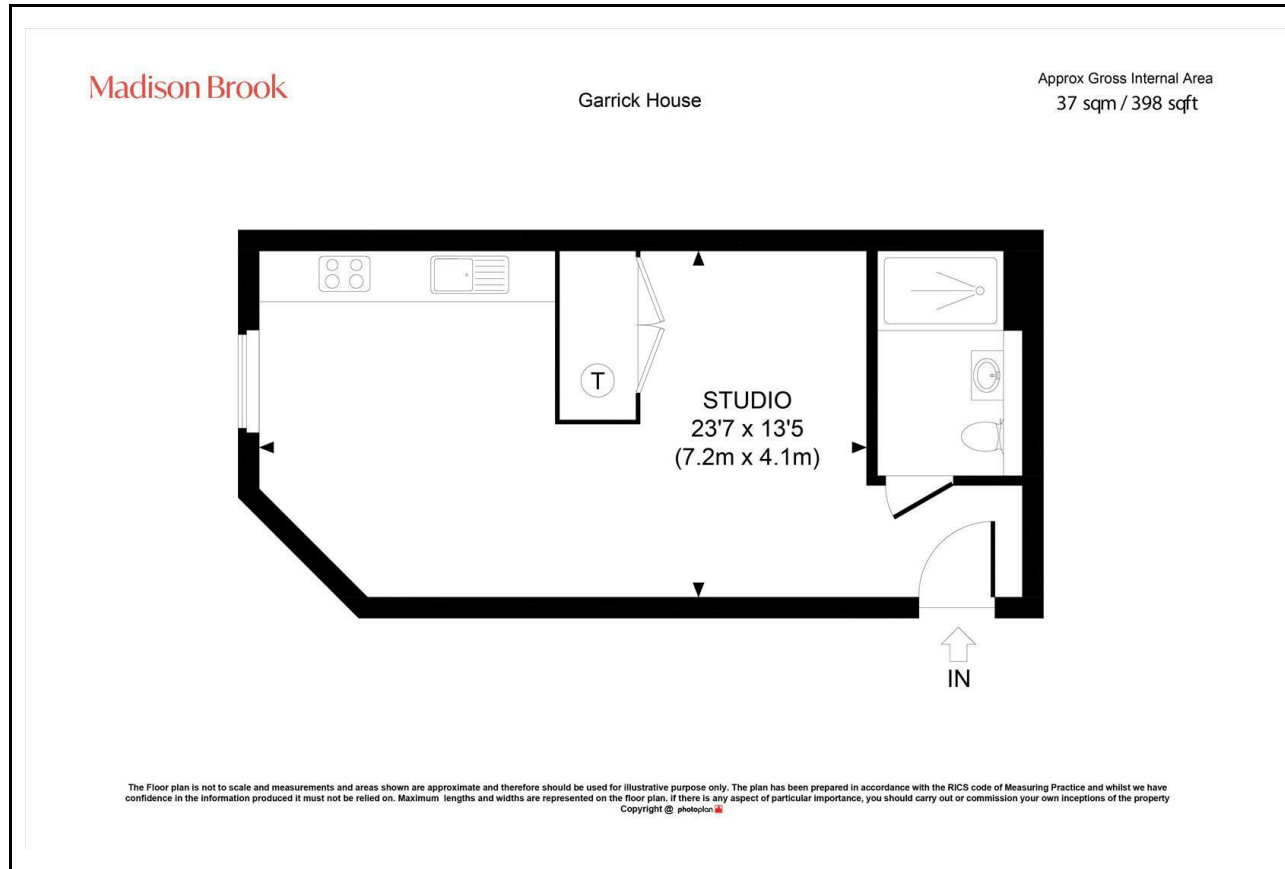 Madison Brook
Garrick House
Approx Gross Internal Area
37 sqm / 398 sqft
T
STUDIO
23'7 x 13'5
(7.2m x 4.1m)
IN
The Floor plan is not to scale and measurements and areas shown are approximate and therefore should be used for illustrative purpose only. The plan has been prepared in accordance with the RICS code of Measuring Practice and whilst we have
confidence in the information produced it must not be relied on. Maximum lengths and widths are represented on the floor plan. if there is any aspect of particular importance, you should carry out or commission your own inceptions of the property
Copyright @ photoplan